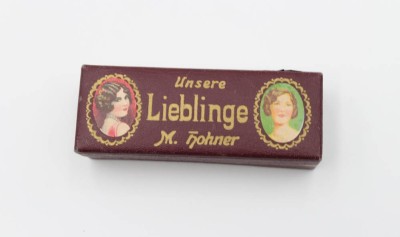 Unsere
Lieblinge
M. Hohner